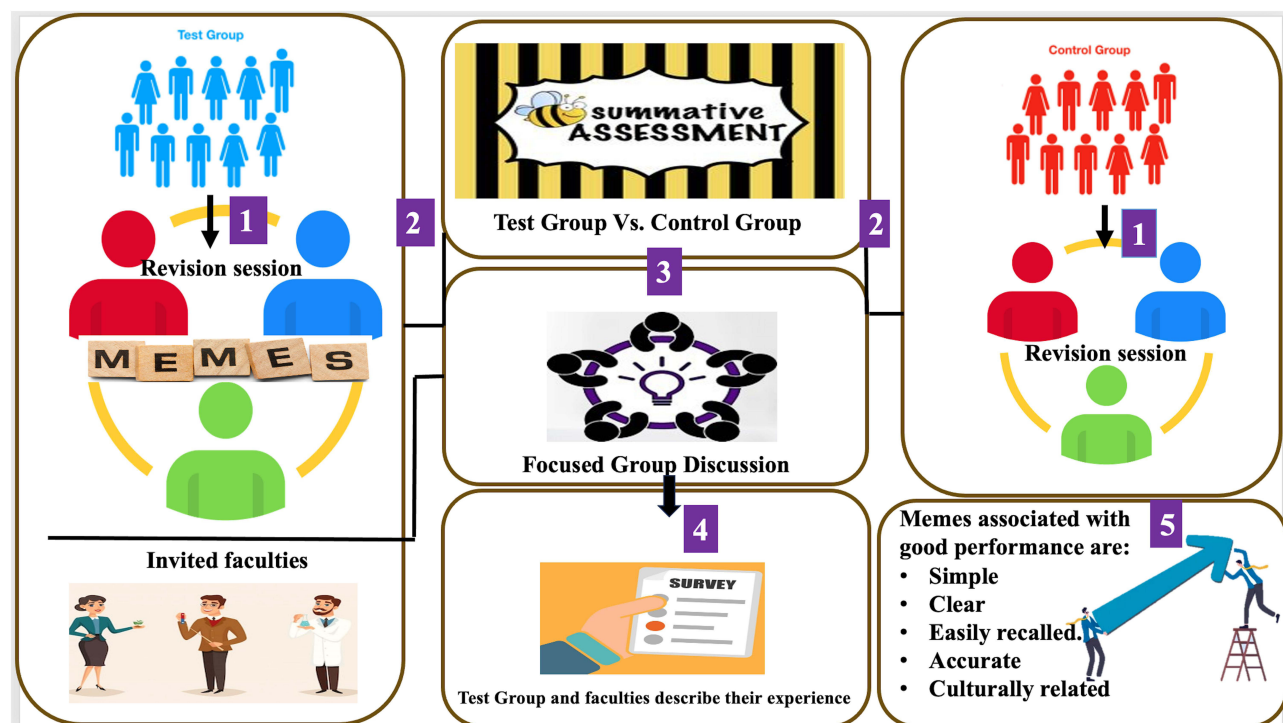 Test Group
1
Revision session
MEMES
Invited faculties
2
summative
ASSESSMENT
Test Group Vs. Control Group
2
3
Focused Group Discussion
4
SURVEY
Test Group and faculties describe their experience
Control Group
1
Revision session
Memes associated with
good performance are:
5
• Simple
• Clear
• Easily recalled.
• Accurate
• Culturally related